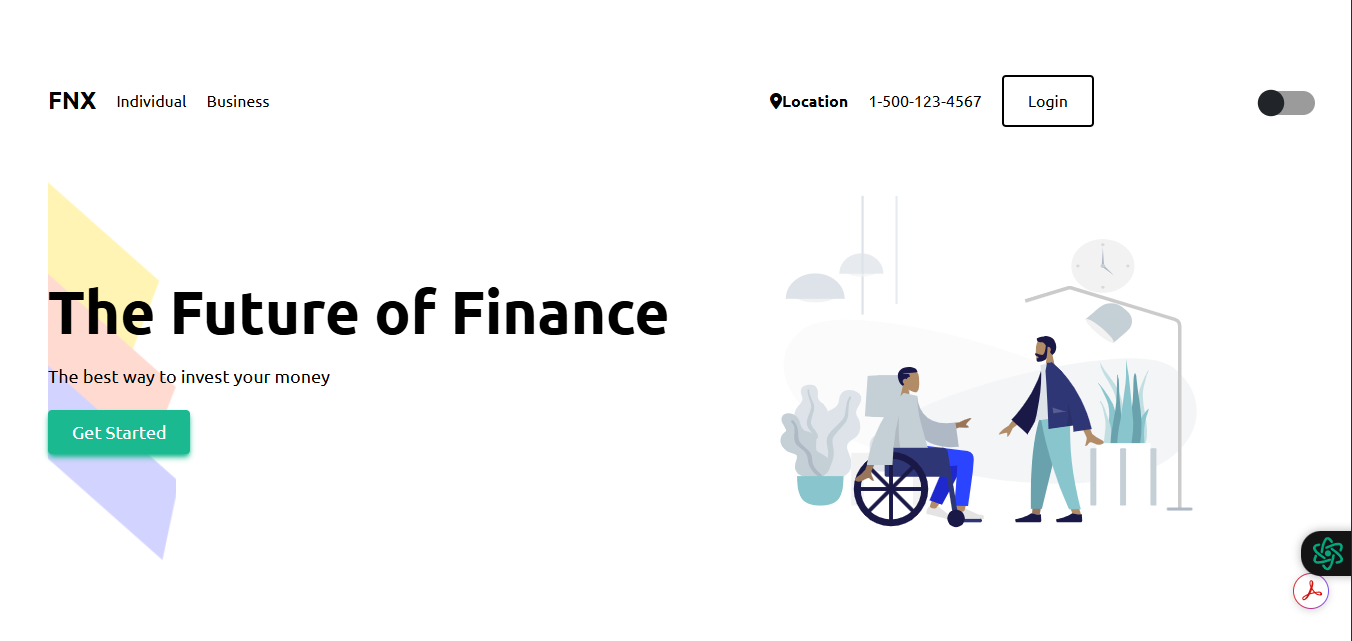 FNX Individual Business Location 1-500-123-4567 Login
The Future of Finance
The best way to invest your money
Get Started